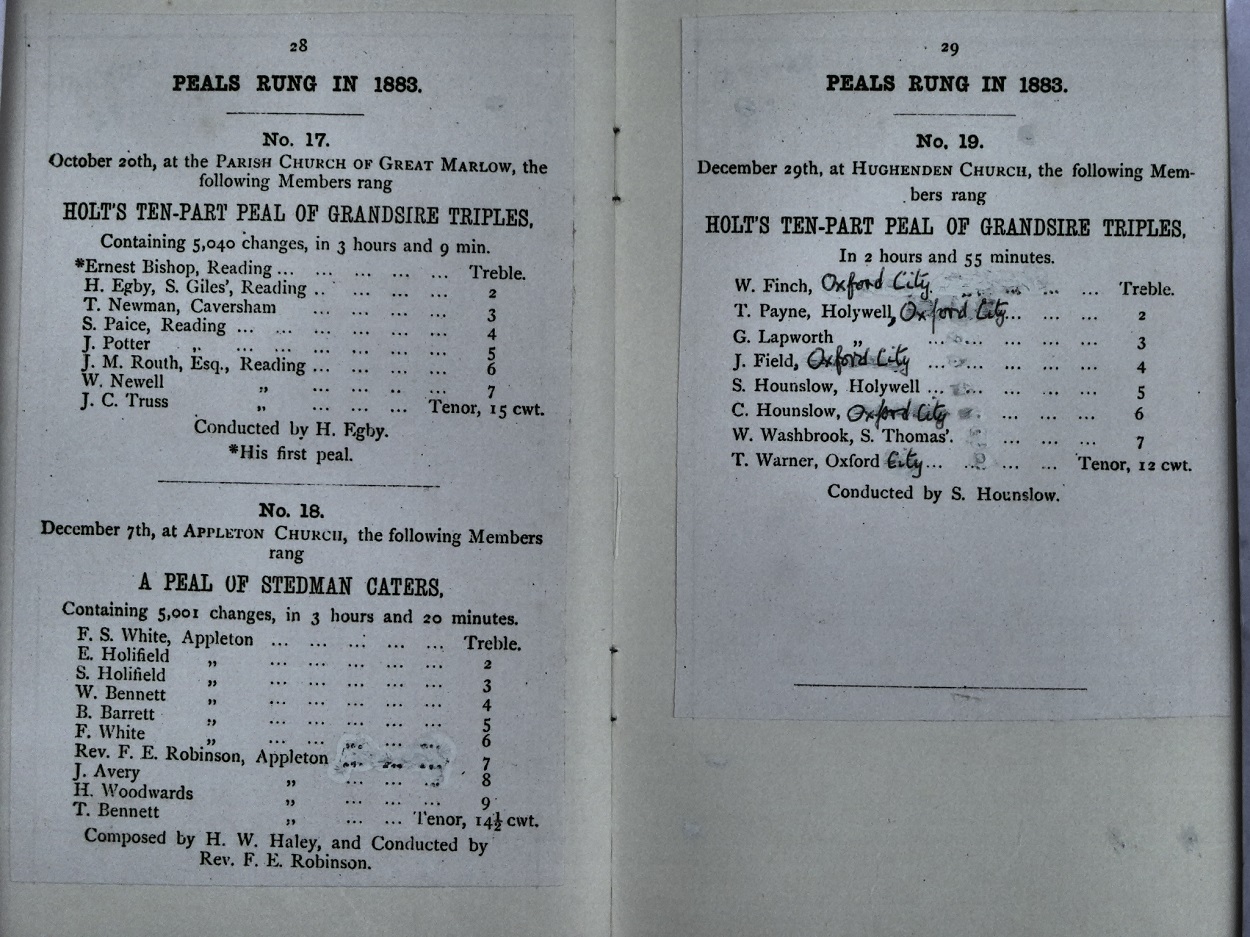 28
PEALS RUNG IN 1883.
No. 17.
October 20th, at the PARISH CHURCH OF GREAT MARLOW, the
following Members rang
HOLT'S TEN-PART PEAL OF GRANDSIRE TRIPLES,
Containing 5,040 changes, in 3 hours and 9 min.
*Ernest Bishop, Reading ... ... ... ... ... Treble.
H. Egby, S. Giles', Reading .. ... ... ... 2
T. Newman, Caversham ... ... ... ... 3
S. Paice, Reading ... ... ... ... ... 4
J. Potter „ ... ... ... ... ... 5
J. M. Routh, Esq., Reading ... ... ... ... 6
W. Newell „ ... ... .. ... 7
J. C. Truss „ ... ... ... Tenor, 15 cwt.
Conducted by H. Egby.
*His first peal.
No. 18.
December 7th, at APPLETON CHURCH, the following Members
rang
A PEAL OF STEDMAN CATERS,
Containing 5,001 changes, in 3 hours and 20 minutes.
F. S. White, Appleton ... ... ... ... ... Treble.
E. Holifield „ ... ... ... ... ... 2
S. Holifield „ ... ... ... ... ... 3
W. Bennett „ ... ... ... ... ... 4
B. Barrett „ ... ... ... ... ... 5
F. White „ ... ... ... ... ... 6
Rev. F. E. Robinson, Appleton ... ... ... 7
J. Avery „ ... ... ... 8
H. Woodwards „ ... ... ... 9
T. Bennett „ ... ... Tenor, 14½ cwt.
Composed by H. W. Haley, and Conducted by
Rev. F. E. Robinson.
29
PEALS RUNG IN 1883.
No. 19.
December 29th, at HUGHENDEN CHURCH, the following Mem-
bers rang
HOLT'S TEN-PART PEAL OF GRANDSIRE TRIPLES,
In 2 hours and 55 minutes.
W. Finch, Oxford City. ... ... ... ... Treble.
T. Payne, Holywell, Oxford City... ... ... 2
G. Lapworth „ ... ... ... ... 3
J. Field, Oxford City ... ... ... ... 4
S. Hounslow, Holywell ... ... ... ... ... 5
C. Hounslow, Oxford City ... ... ... 6
W. Washbrook, S. Thomas'. ... ... ... 7
T. Warner, Oxford City... ... ... ... Tenor, 12 cwt.
Conducted by S. Hounslow.